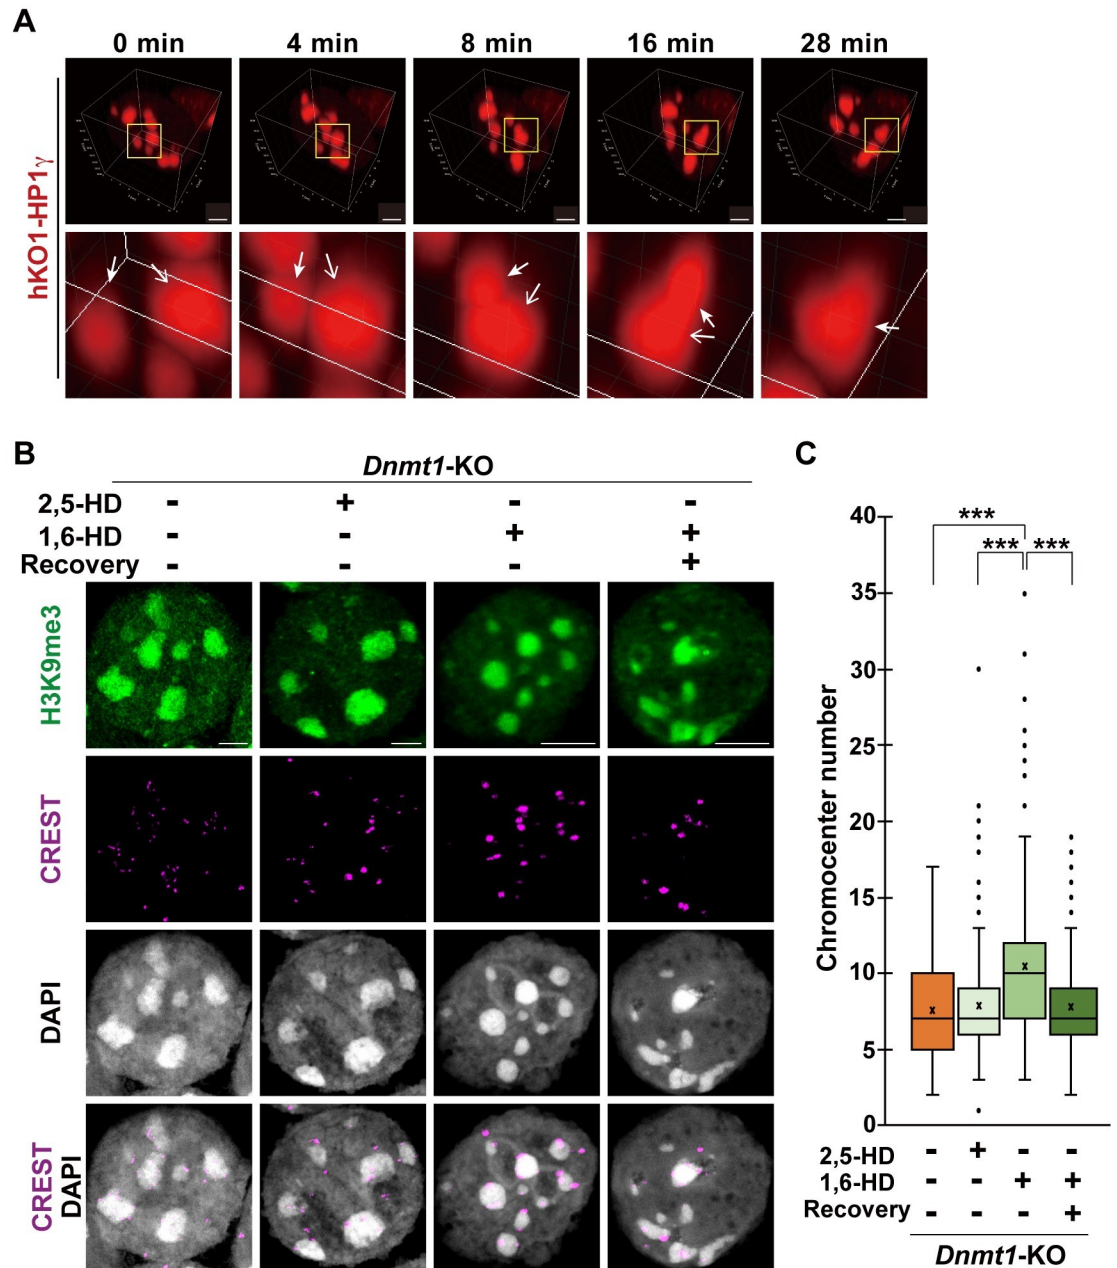 A
0 min 4 min 8 min 16 min 28 min
hKO1-HP1γ
B
Dnmt1-KO
2,5-HD - + - -
1,6-HD - - + +
Recovery - - - +
H3K9me3
CREST
DAPI
CREST
DAPI
C
Chromocenter number
40
35
30
25
20
15
10
5
0
***
*** ***
x x x x
2,5-HD - + - -
1,6-HD - - + +
Recovery - - - +
Dnmt1-KO